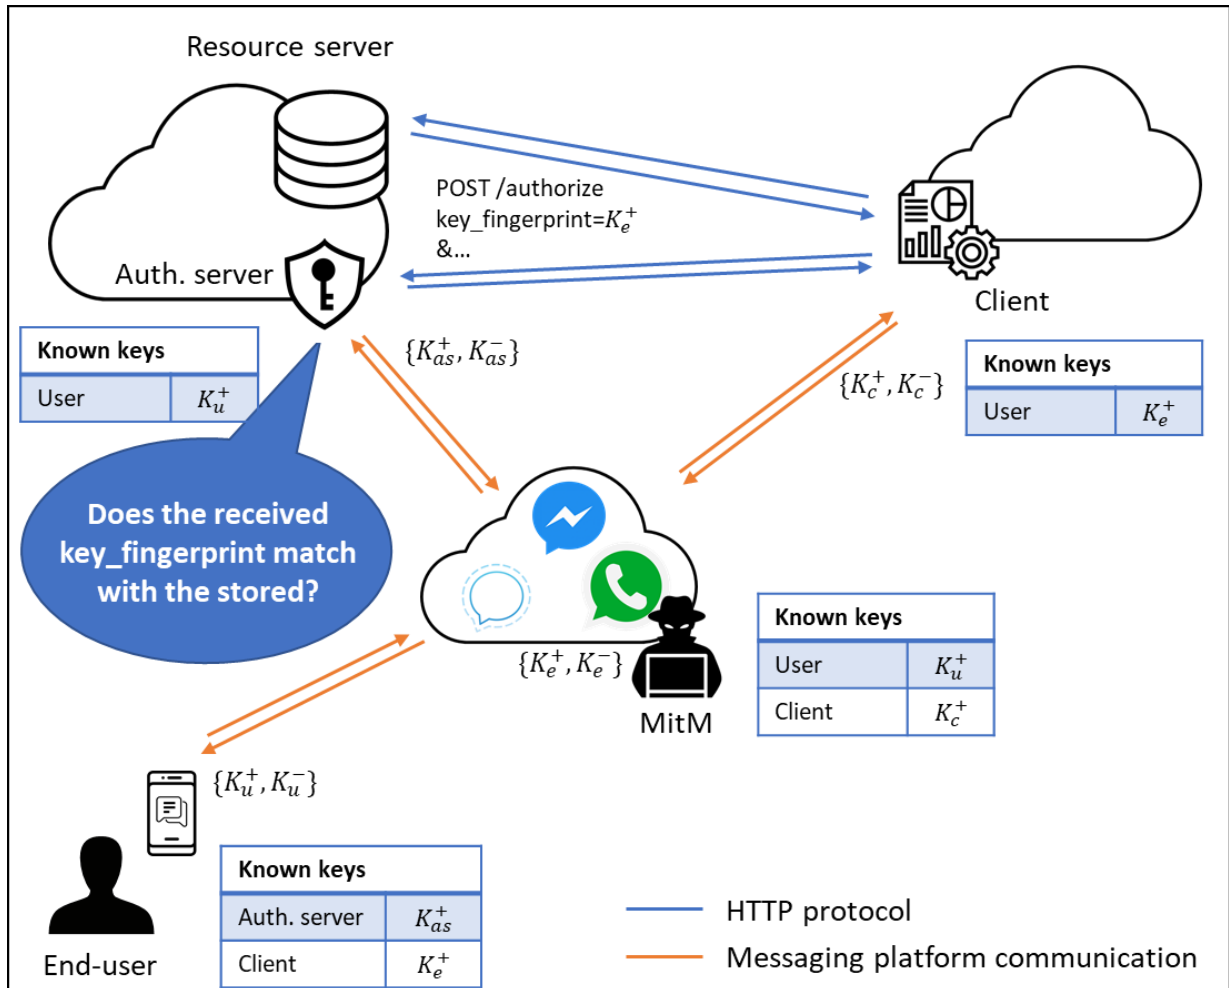 Resource server
POST /authorize
key_fingerprint=K_e^+
&...
Auth. server
Client
Known keys
User K_u^+
{K_as^+, K_as^-}
{K_c^+, K_c^-}
Known keys
User K_e^+
Does the received
key_fingerprint match
with the stored?
{K_e^+, K_e^-}
MitM
Known keys
User K_u^+
Client K_c^+
{K_u^+, K_u^-}
End-user
Known keys
Auth. server K_as^+
Client K_e^+
HTTP protocol
Messaging platform communication